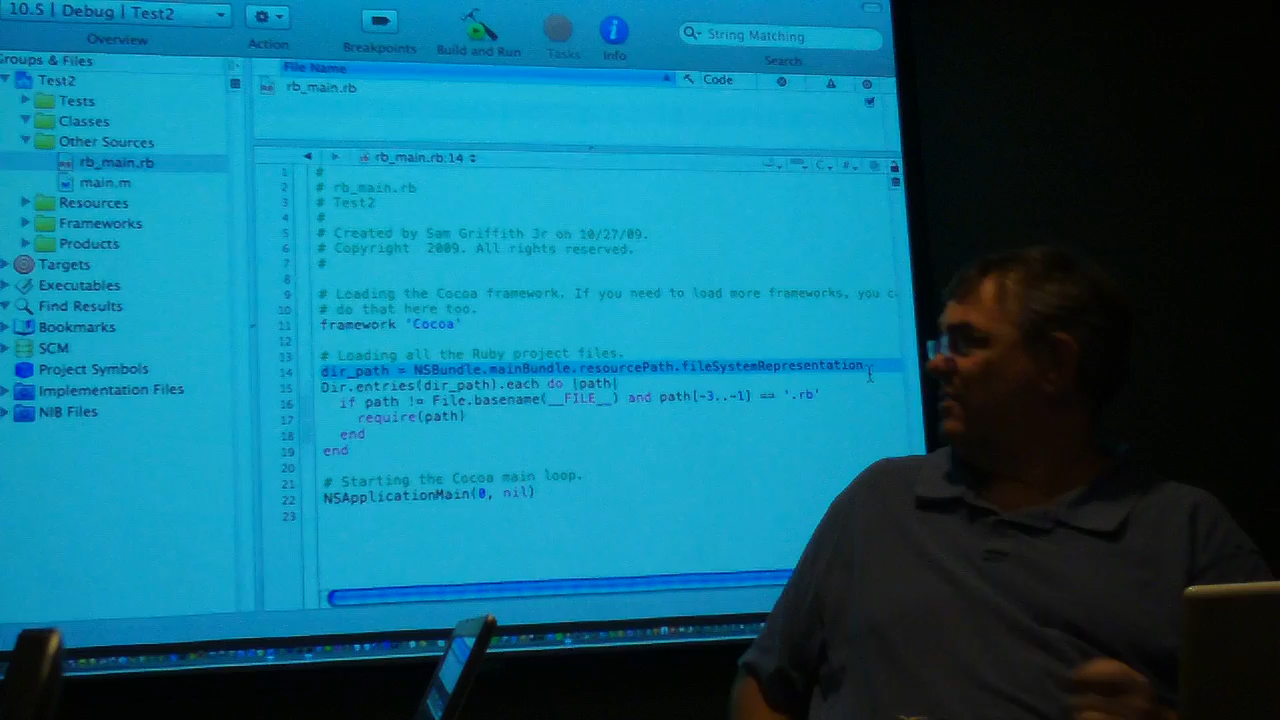 10.5 | Debug | Test2
Overview
Action
Breakpoints
Build and Run
Tasks
Info
String Matching
Search
Groups & Files
File Name
Code
Test2
rb_main.rb
Tests
Classes
Other Sources
rb_main.rb
main.m
Resources
Frameworks
Products
Targets
Executables
Find Results
Bookmarks
SCM
Project Symbols
Implementation Files
NIB Files
rb_main.rb:14
1 #
2 # rb_main.rb
3 # Test2
4 #
5 # Created by Sam Griffith Jr on 10/27/09.
6 # Copyright 2009. All rights reserved.
7 #
8
9 # Loading the Cocoa framework. If you need to load more frameworks, you c
10 # do that here too.
11 framework 'Cocoa'
12
13 # Loading all the Ruby project files.
14 dir_path = NSBundle.mainBundle.resourcePath.fileSystemRepresentation
15 Dir.entries(dir_path).each do |path|
16 if path != File.basename(__FILE__) and path[-3..-1] == '.rb'
17 require(path)
18 end
19 end
20
21 # Starting the Cocoa main loop.
22 NSApplicationMain(0, nil)
23